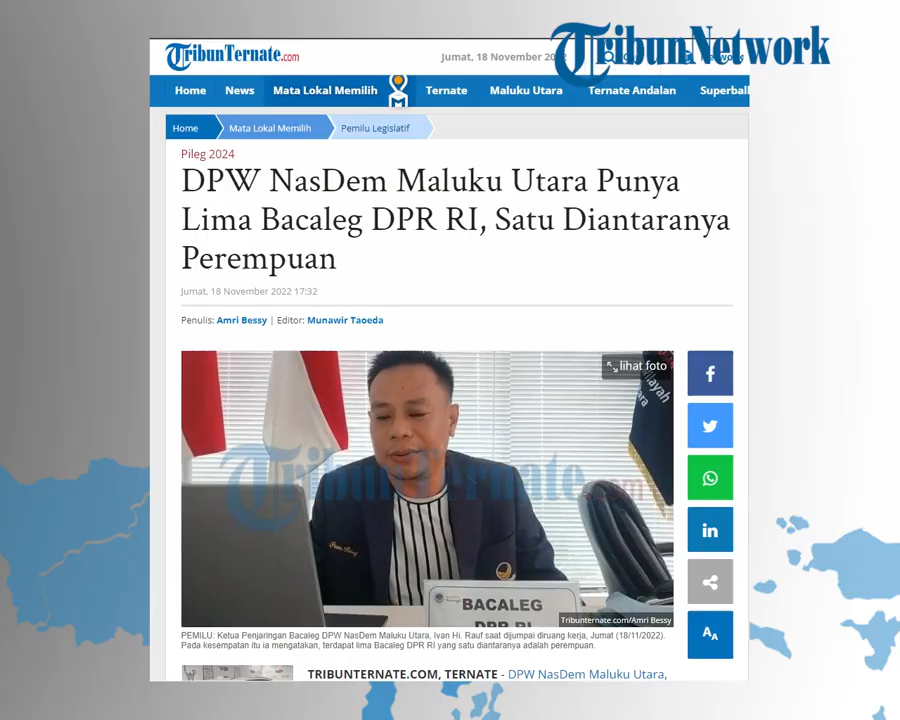 TribunNetwork
TribunTernate.com
Jumat, 18 November
Home News Mata Lokal Memilih Ternate Maluku Utara Ternate Andalan Superball
Home Mata Lokal Memilih Pemilu Legislatif
Pileg 2024
DPW NasDem Maluku Utara Punya
Lima Bacaleg DPR RI, Satu Diantaranya
Perempuan
Jumat, 18 November 2022 17:32
Penulis: Amri Bessy | Editor: Munawir Taoeda
lihat foto
TribunTernate.com
BACALEG
DPR RI
Tribunternate.com/Amri Bessy
PEMILU: Ketua Penjaringan Bacaleg DPW NasDem Maluku Utara, Ivan Hi. Rauf saat dijumpai diruang kerja, Jumat (18/11/2022).
Pada kesempatan itu ia mengatakan, terdapat lima Bacaleg DPR RI yang satu diantaranya adalah perempuan.
TRIBUNTERNATE.COM, TERNATE - DPW NasDem Maluku Utara,